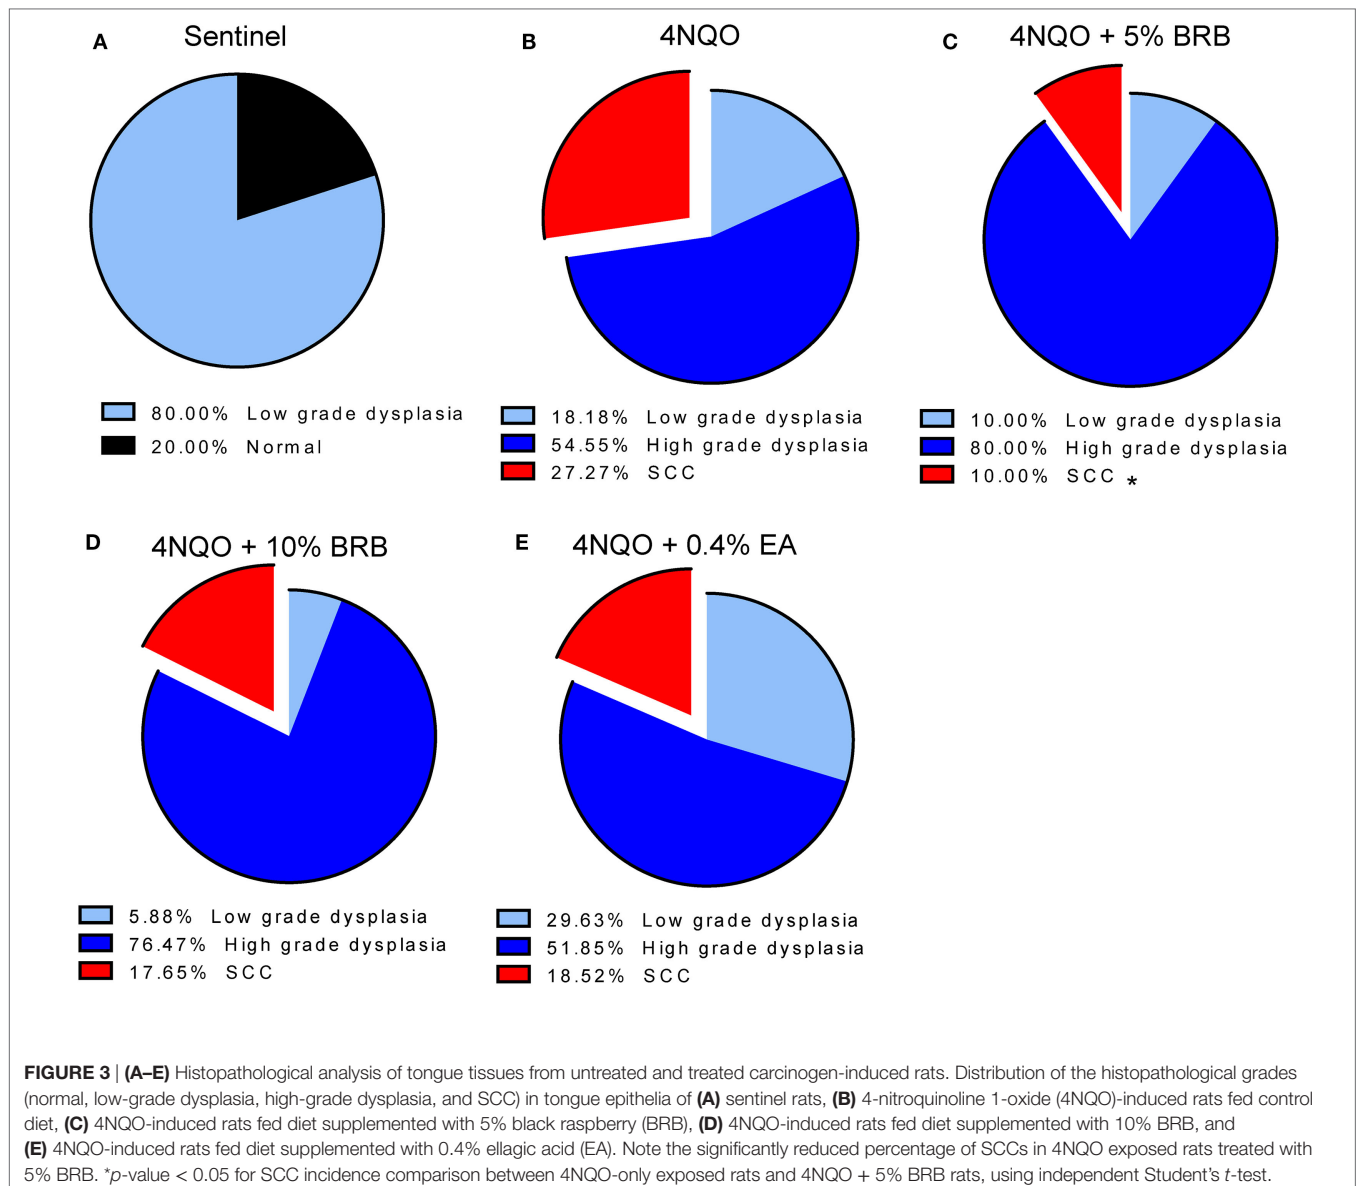 A Sentinel
80.00% Low grade dysplasia
20.00% Normal
B 4NQO
18.18% Low grade dysplasia
54.55% High grade dysplasia
27.27% SCC
C 4NQO + 5% BRB
10.00% Low grade dysplasia
80.00% High grade dysplasia
10.00% SCC *
D 4NQO + 10% BRB
5.88% Low grade dysplasia
76.47% High grade dysplasia
17.65% SCC
E 4NQO + 0.4% EA
29.63% Low grade dysplasia
51.85% High grade dysplasia
18.52% SCC
FIGURE 3 | (A–E) Histopathological analysis of tongue tissues from untreated and treated carcinogen-induced rats. Distribution of the histopathological grades
(normal, low-grade dysplasia, high-grade dysplasia, and SCC) in tongue epithelia of (A) sentinel rats, (B) 4-nitroquinoline 1-oxide (4NQO)-induced rats fed control
diet, (C) 4NQO-induced rats fed diet supplemented with 5% black raspberry (BRB), (D) 4NQO-induced rats fed diet supplemented with 10% BRB, and
(E) 4NQO-induced rats fed diet supplemented with 0.4% ellagic acid (EA). Note the significantly reduced percentage of SCCs in 4NQO exposed rats treated with
5% BRB. *p-value < 0.05 for SCC incidence comparison between 4NQO-only exposed rats and 4NQO + 5% BRB rats, using independent Student's t-test.